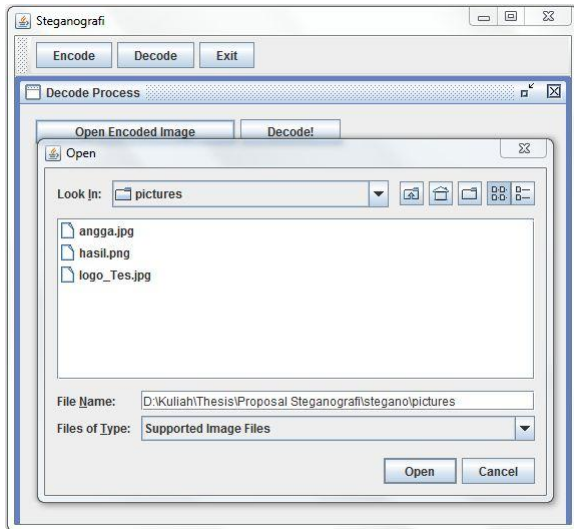 Steganografi
Encode Decode Exit
Decode Process
Open Encoded Image Decode!
Open
Look In: pictures
angga.jpg
hasil.png
logo_Tes.jpg
File Name: D:\Kuliah\Thesis\Proposal Steganografi\stegano\pictures
Files of Type: Supported Image Files
Open Cancel